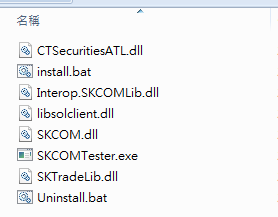 名稱
CTSecuritiesATL.dll
install.bat
Interop.SKCOMLib.dll
libsolclient.dll
SKCOM.dll
SKCOMTester.exe
SKTradeLib.dll
Uninstall.bat